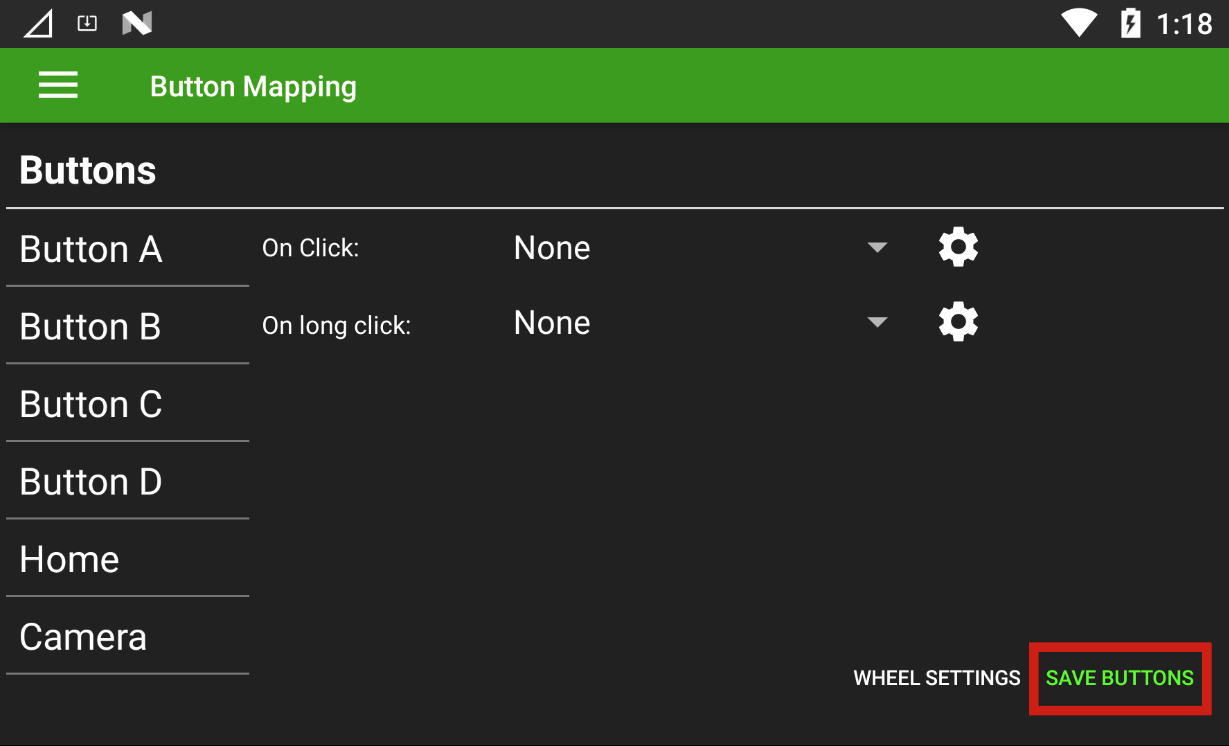 1:18
Button Mapping
Buttons
Button A
On Click:
None
Button B
On long click:
None
Button C
Button D
Home
Camera
WHEEL SETTINGS
SAVE BUTTONS